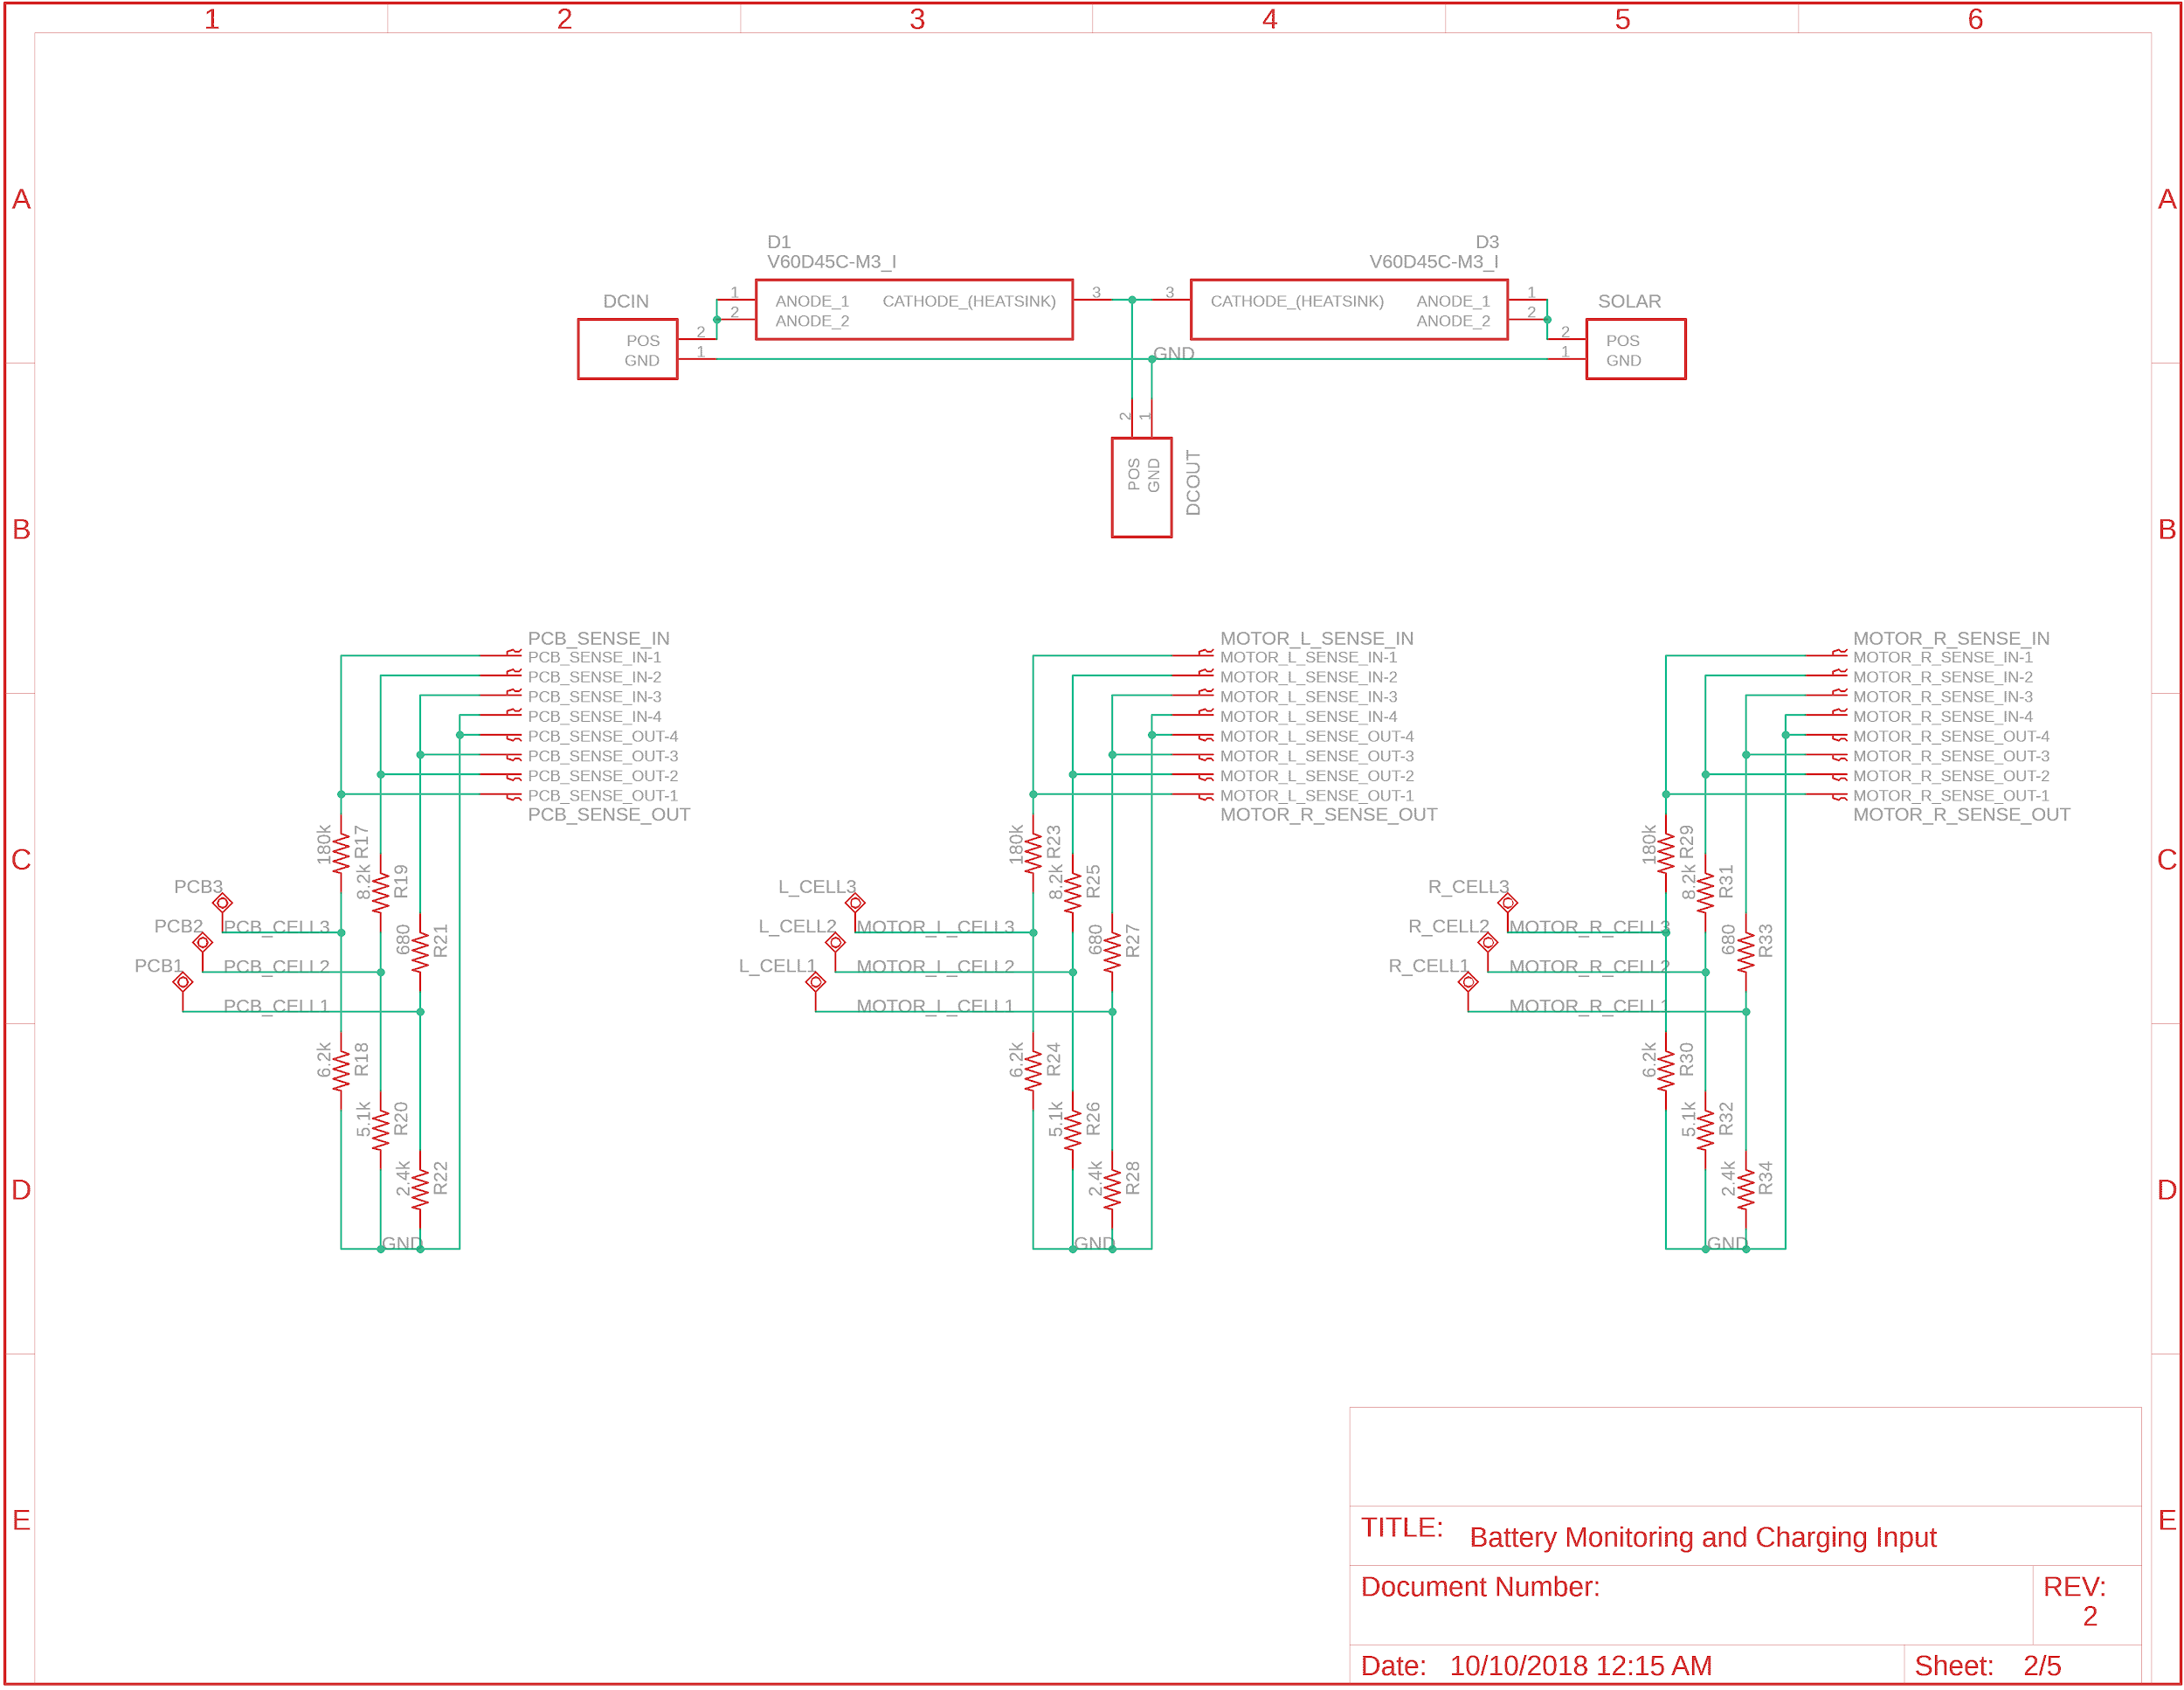 1 2 3 4 5 6
A A
B B
C C
D D
E E
D1
V60D45C-M3_I
D3
V60D45C-M3_I
DCIN
POS
GND
2
1
1
2
ANODE_1
ANODE_2
CATHODE_(HEATSINK)
3
3
CATHODE_(HEATSINK)
ANODE_1
ANODE_2
1
2
SOLAR
2
1
POS
GND
GND
2
1
POS
GND
DCOUT
PCB_SENSE_IN
PCB_SENSE_IN-1
PCB_SENSE_IN-2
PCB_SENSE_IN-3
PCB_SENSE_IN-4
PCB_SENSE_OUT-4
PCB_SENSE_OUT-3
PCB_SENSE_OUT-2
PCB_SENSE_OUT-1
PCB_SENSE_OUT
180k R17
8.2k R19
680 R21
PCB3
PCB2
PCB1
PCB_CELL3
PCB_CELL2
PCB_CELL1
6.2k R18
5.1k R20
2.4k R22
GND
MOTOR_L_SENSE_IN
MOTOR_L_SENSE_IN-1
MOTOR_L_SENSE_IN-2
MOTOR_L_SENSE_IN-3
MOTOR_L_SENSE_IN-4
MOTOR_L_SENSE_OUT-4
MOTOR_L_SENSE_OUT-3
MOTOR_L_SENSE_OUT-2
MOTOR_L_SENSE_OUT-1
MOTOR_R_SENSE_OUT
180k R23
8.2k R25
680 R27
L_CELL3
L_CELL2
L_CELL1
MOTOR_L_CELL3
MOTOR_L_CELL2
MOTOR_L_CELL1
6.2k R24
5.1k R26
2.4k R28
GND
MOTOR_R_SENSE_IN
MOTOR_R_SENSE_IN-1
MOTOR_R_SENSE_IN-2
MOTOR_R_SENSE_IN-3
MOTOR_R_SENSE_IN-4
MOTOR_R_SENSE_OUT-4
MOTOR_R_SENSE_OUT-3
MOTOR_R_SENSE_OUT-2
MOTOR_R_SENSE_OUT-1
MOTOR_R_SENSE_OUT
180k R29
8.2k R31
680 R33
R_CELL3
R_CELL2
R_CELL1
MOTOR_R_CELL3
MOTOR_R_CELL2
MOTOR_R_CELL1
6.2k R30
5.1k R32
2.4k R34
GND
TITLE: Battery Monitoring and Charging Input
Document Number:
REV:
2
Date: 10/10/2018 12:15 AM
Sheet: 2/5